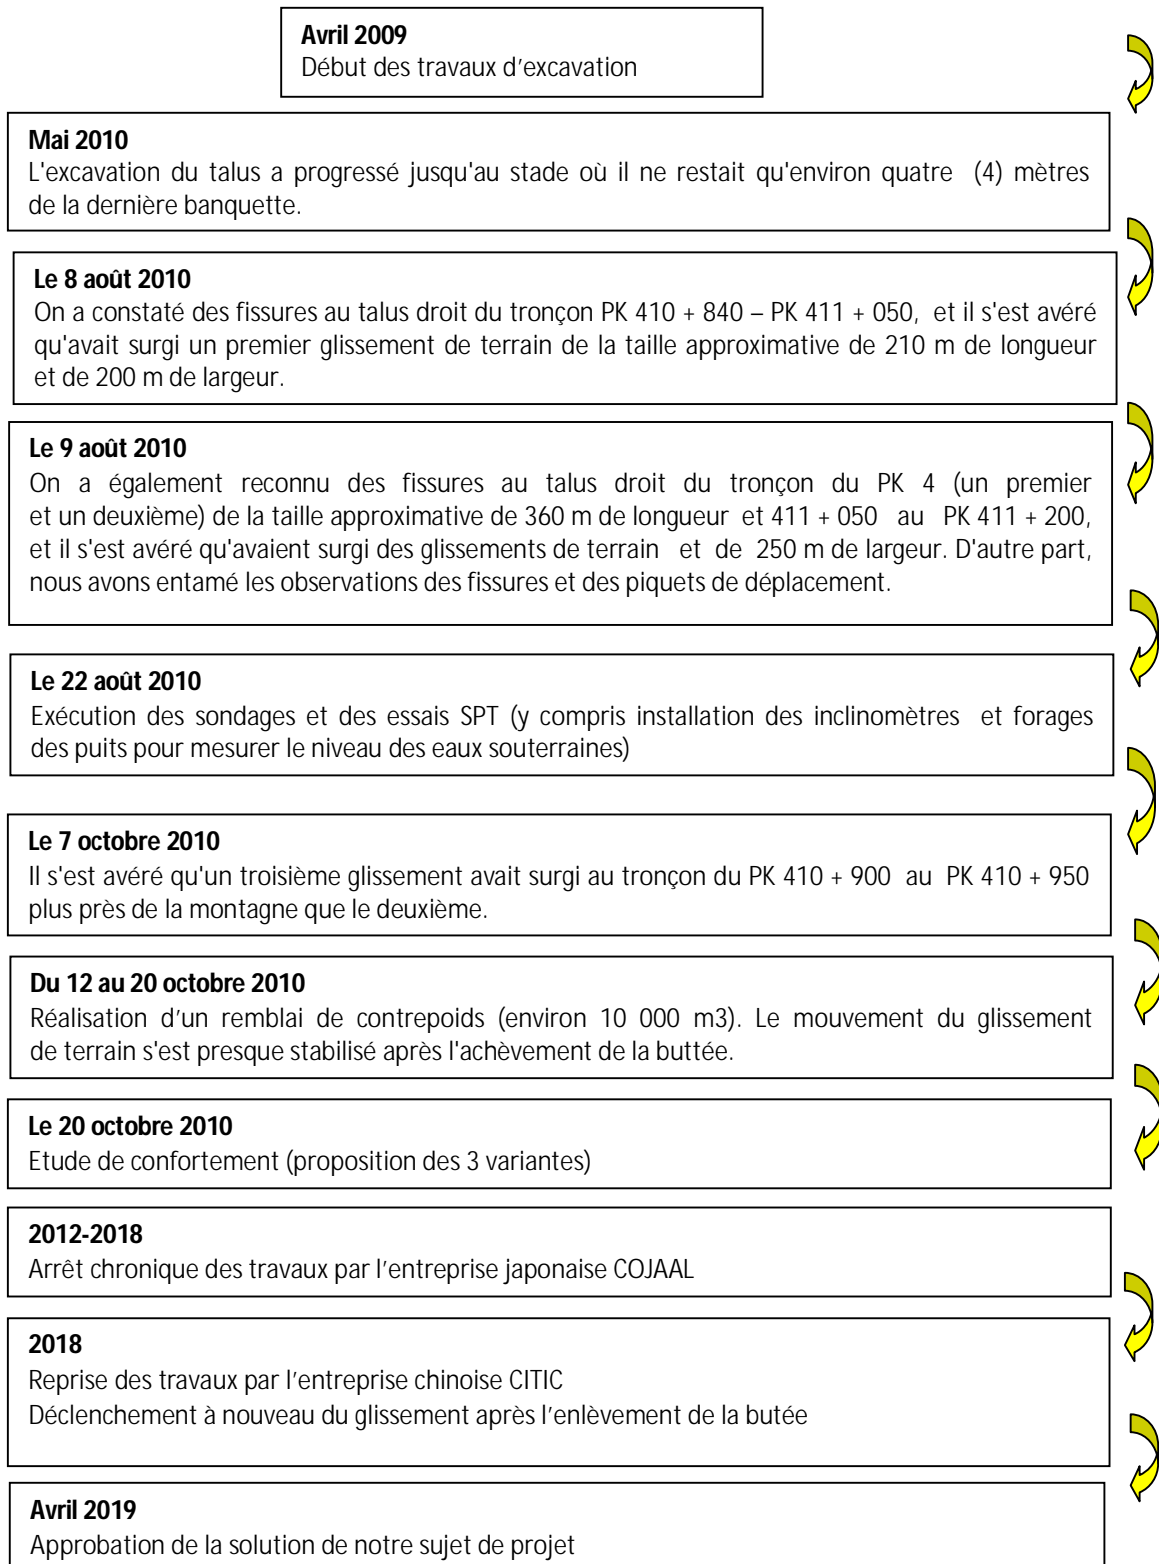 Avril 2009
Début des travaux d’excavation
Mai 2010
L'excavation du talus a progressé jusqu'au stade où il ne restait qu'environ quatre (4) mètres
de la dernière banquette.
Le 8 août 2010
On a constaté des fissures au talus droit du tronçon PK 410 + 840 – PK 411 + 050, et il s'est avéré
qu'avait surgi un premier glissement de terrain de la taille approximative de 210 m de longueur
et de 200 m de largeur.
Le 9 août 2010
On a également reconnu des fissures au talus droit du tronçon du PK 4 (un premier
et un deuxième) de la taille approximative de 360 m de longueur et 411 + 050 au PK 411 + 200,
et il s'est avéré qu'avaient surgi des glissements de terrain et de 250 m de largeur. D'autre part,
nous avons entamé les observations des fissures et des piquets de déplacement.
Le 22 août 2010
Exécution des sondages et des essais SPT (y compris installation des inclinomètres et forages
des puits pour mesurer le niveau des eaux souterraines)
Le 7 octobre 2010
Il s'est avéré qu'un troisième glissement avait surgi au tronçon du PK 410 + 900 au PK 410 + 950
plus près de la montagne que le deuxième.
Du 12 au 20 octobre 2010
Réalisation d’un remblai de contrepoids (environ 10 000 m3). Le mouvement du glissement
de terrain s'est presque stabilisé après l'achèvement de la buttée.
Le 20 octobre 2010
Etude de confortement (proposition des 3 variantes)
2012-2018
Arrêt chronique des travaux par l’entreprise japonaise COJAAL
2018
Reprise des travaux par l’entreprise chinoise CITIC
Déclenchement à nouveau du glissement après l’enlèvement de la butée
Avril 2019
Approbation de la solution de notre sujet de projet